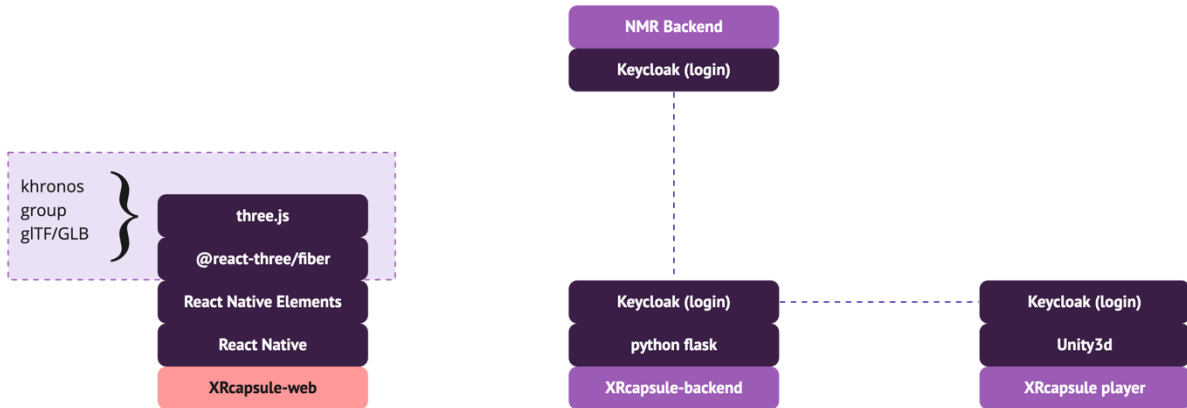 NMR Backend
Keycloak (login)
khronos
group
glTF/GLB
three.js
@react-three/fiber
React Native Elements
React Native
XRcapsule-web
Keycloak (login)
python flask
XRcapsule-backend
Keycloak (login)
Unity3d
XRcapsule player